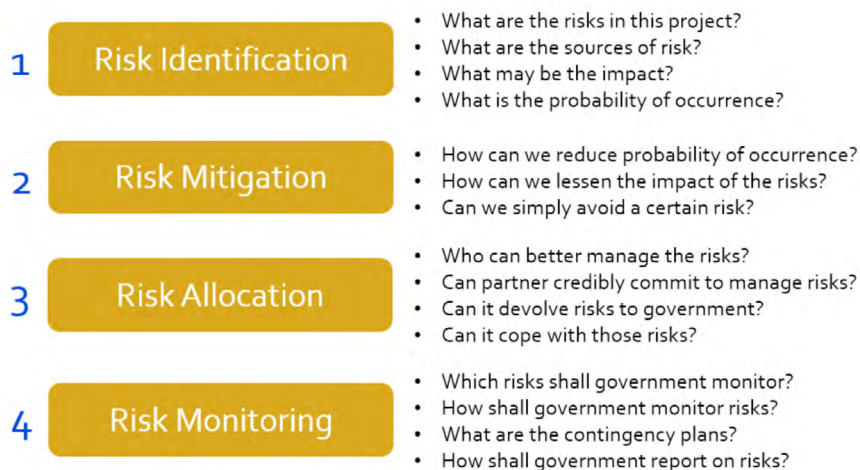 1
Risk Identification
• What are the risks in this project?
• What are the sources of risk?
• What may be the impact?
• What is the probability of occurrence?
2
Risk Mitigation
• How can we reduce probability of occurrence?
• How can we lessen the impact of the risks?
• Can we simply avoid a certain risk?
3
Risk Allocation
• Who can better manage the risks?
• Can partner credibly commit to manage risks?
• Can it devolve risks to government?
• Can it cope with those risks?
4
Risk Monitoring
• Which risks shall government monitor?
• How shall government monitor risks?
• What are the contingency plans?
• How shall government report on risks?